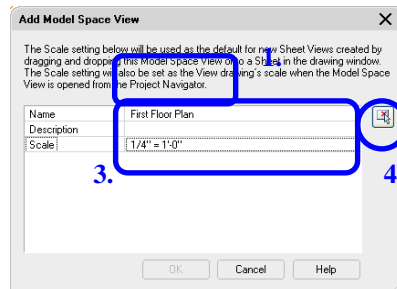 Add Model Space View
The Scale setting below will be used as the default for new Sheet Views created by
dragging and dropping this Model Space View onto a Sheet in the drawing window.
The Scale setting will also be set as the View drawing's scale when the Model Space
View is opened from the Project Navigator.
1.
Name First Floor Plan
Description
Scale 1/4" = 1'-0"
3.
4
OK Cancel Help